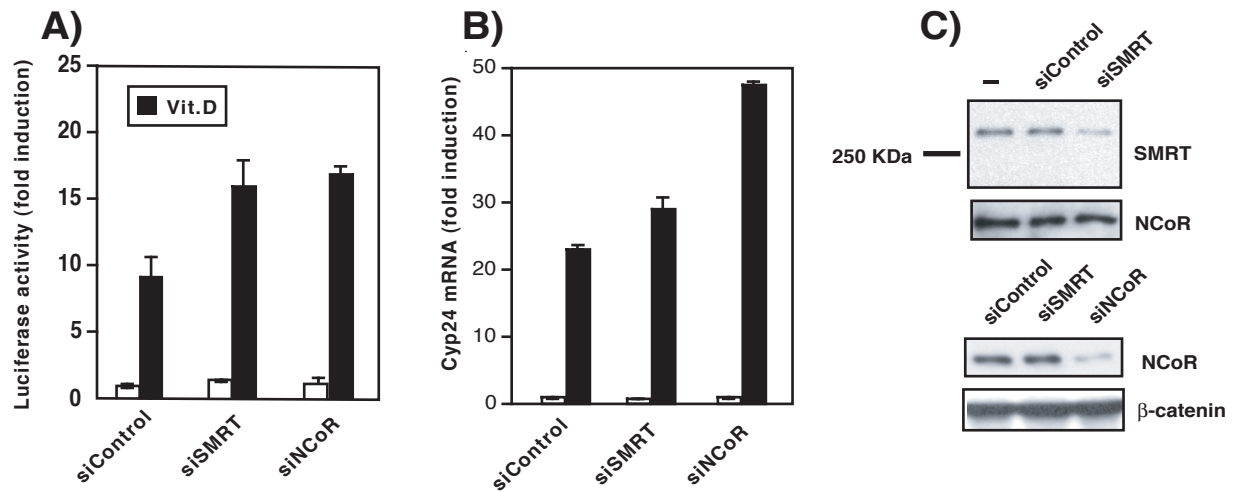 A)
Luciferase activity (fold induction)
25
20
15
10
5
0
Vit.D
siControl
siSMRT
siNCoR
B)
Cyp24 mRNA (fold induction)
50
40
30
20
10
0
siControl
siSMRT
siNCoR
C)
–
siControl
siSMRT
250 KDa
SMRT
NCoR
siControl
siSMRT
siNCoR
NCoR
β-catenin